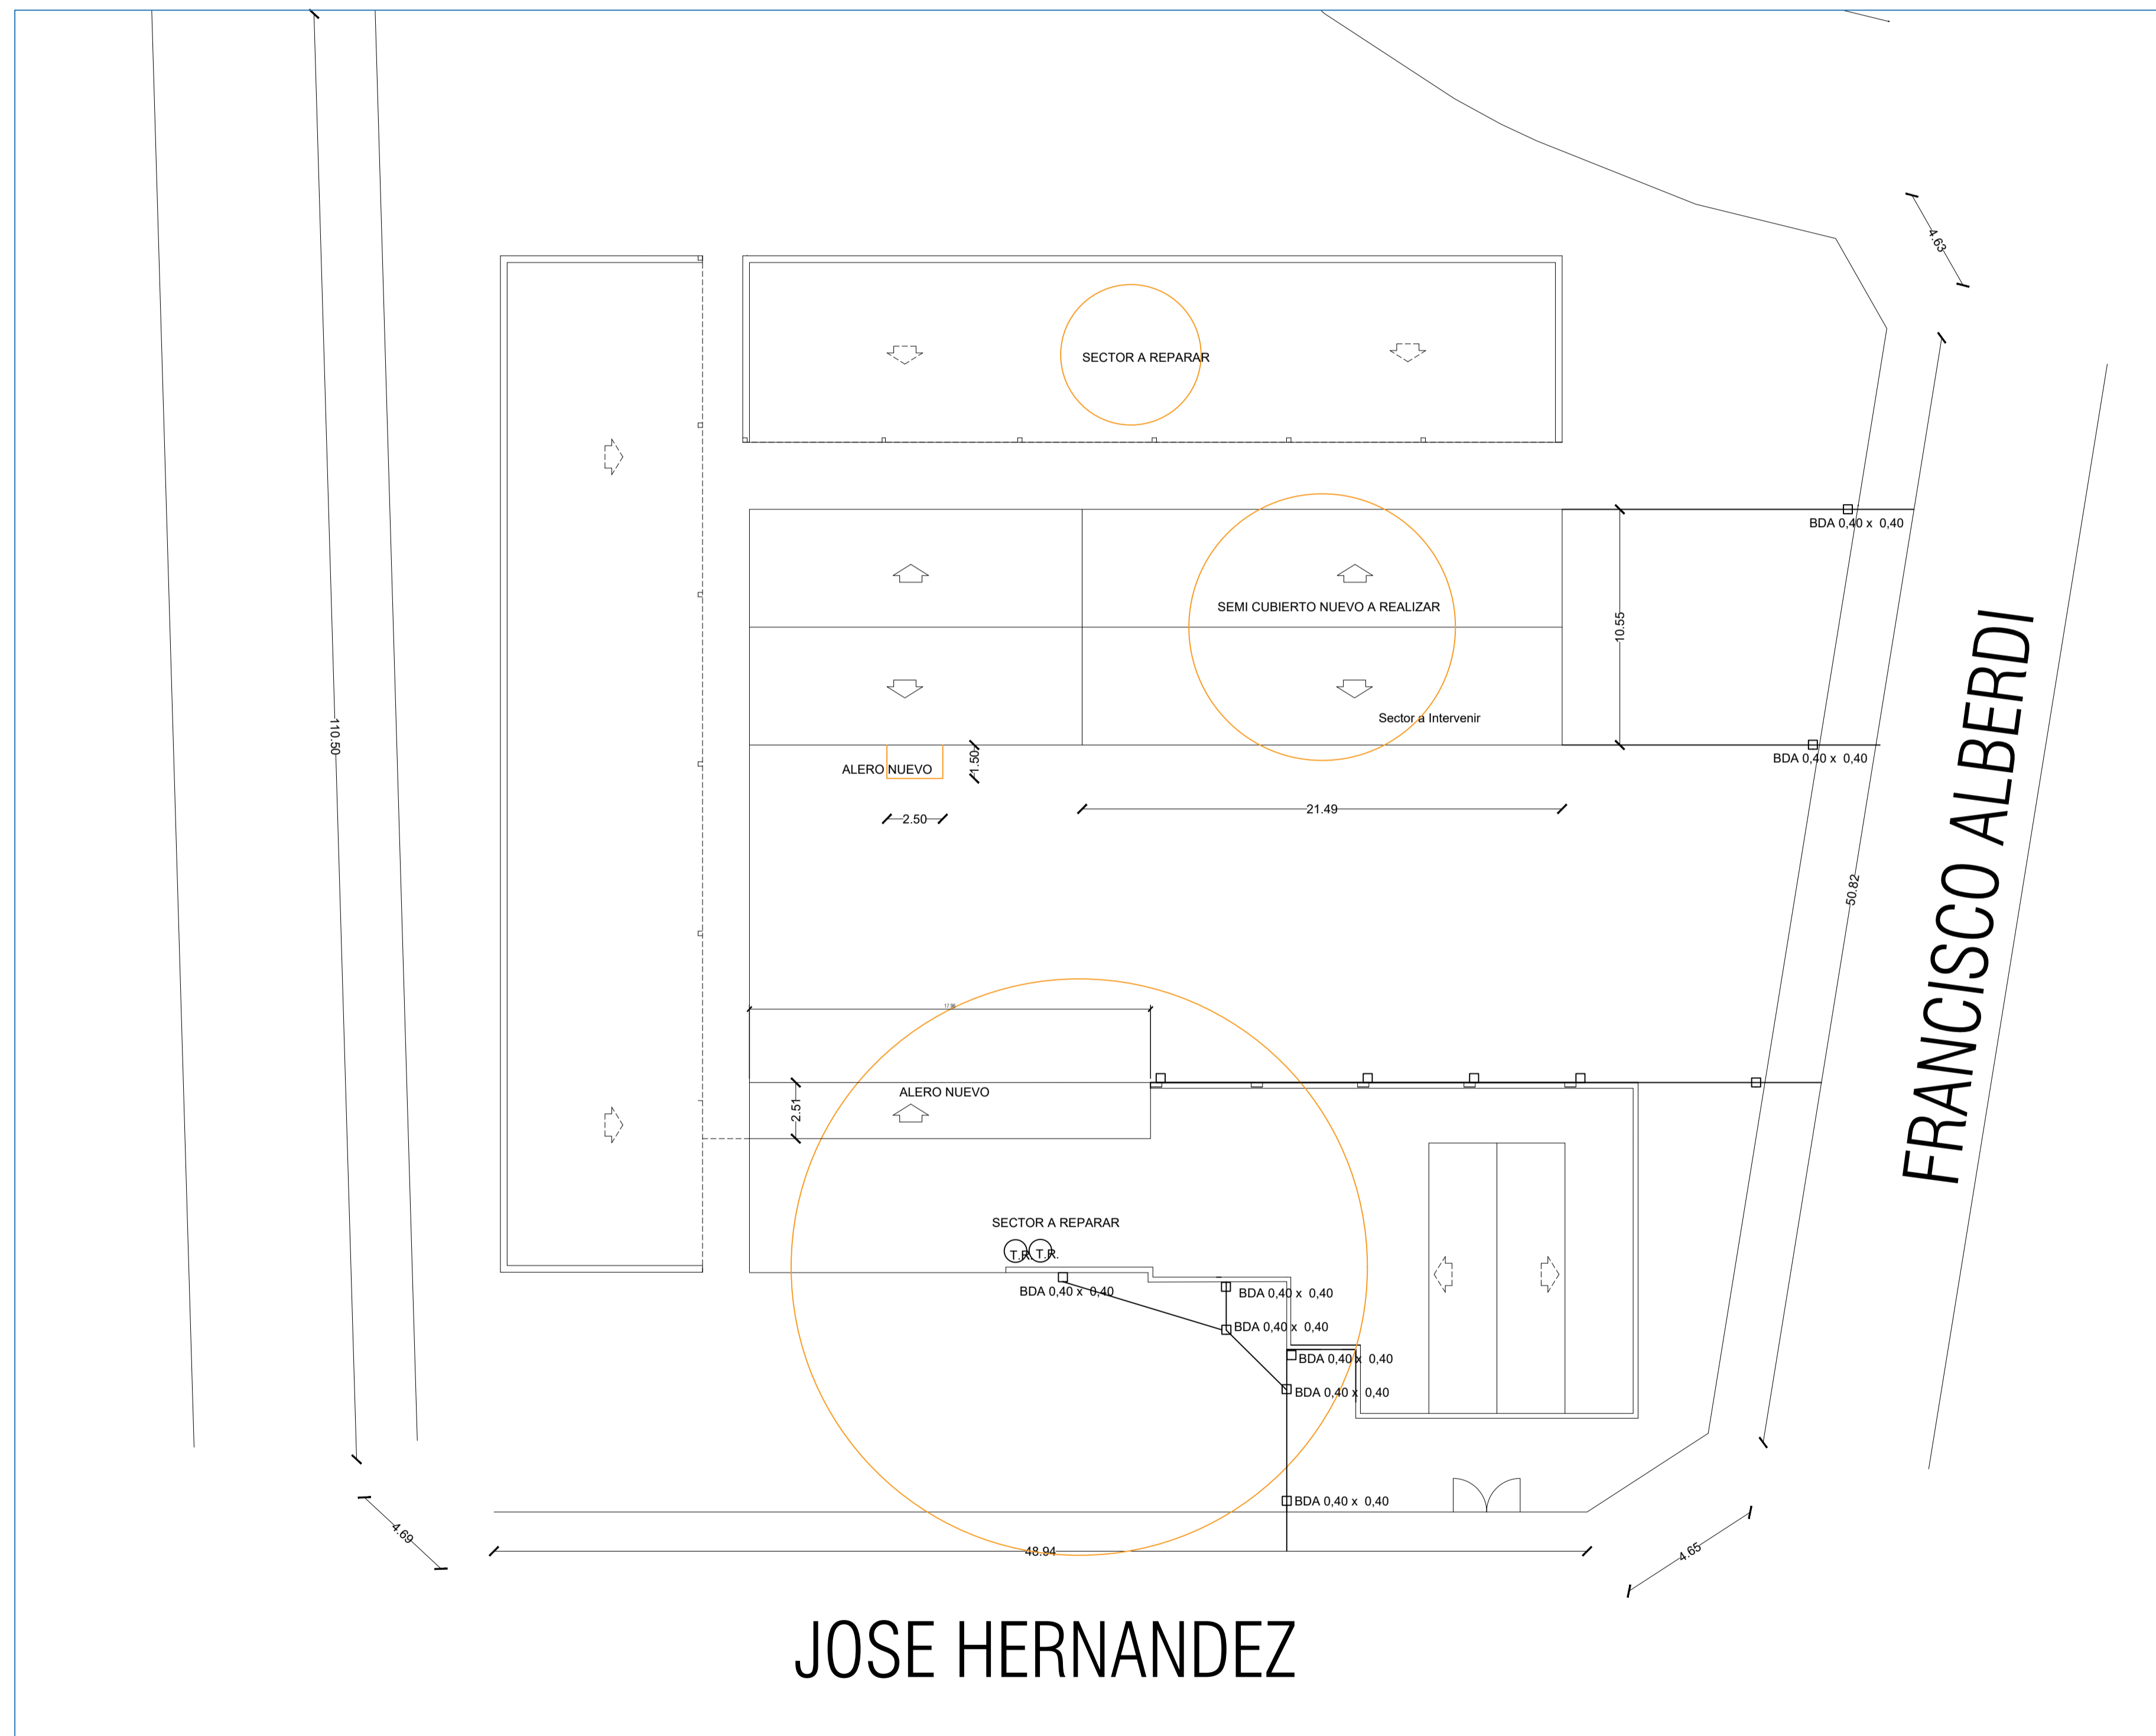 4.63
SECTOR A REPARAR
BDA 0,40 x 0,40
SEMI CUBIERTO NUEVO A REALIZAR
10.55
FRANCISCO ALBERDI
110.50
Sector a Intervenir
1.50
BDA 0,40 x 0,40
ALERO NUEVO
21.49
2.50
50.82
ALERO NUEVO
2.51
SECTOR A REPARAR
T.R.
T.R.
BDA 0,40 x 0,40
BDA 0,40 x 0,40
BDA 0,40 x 0,40
BDA 0,40 x 0,40
BDA 0,40 x 0,40
BDA 0,40 x 0,40
4.69
48.94
4.65
JOSE HERNANDEZ